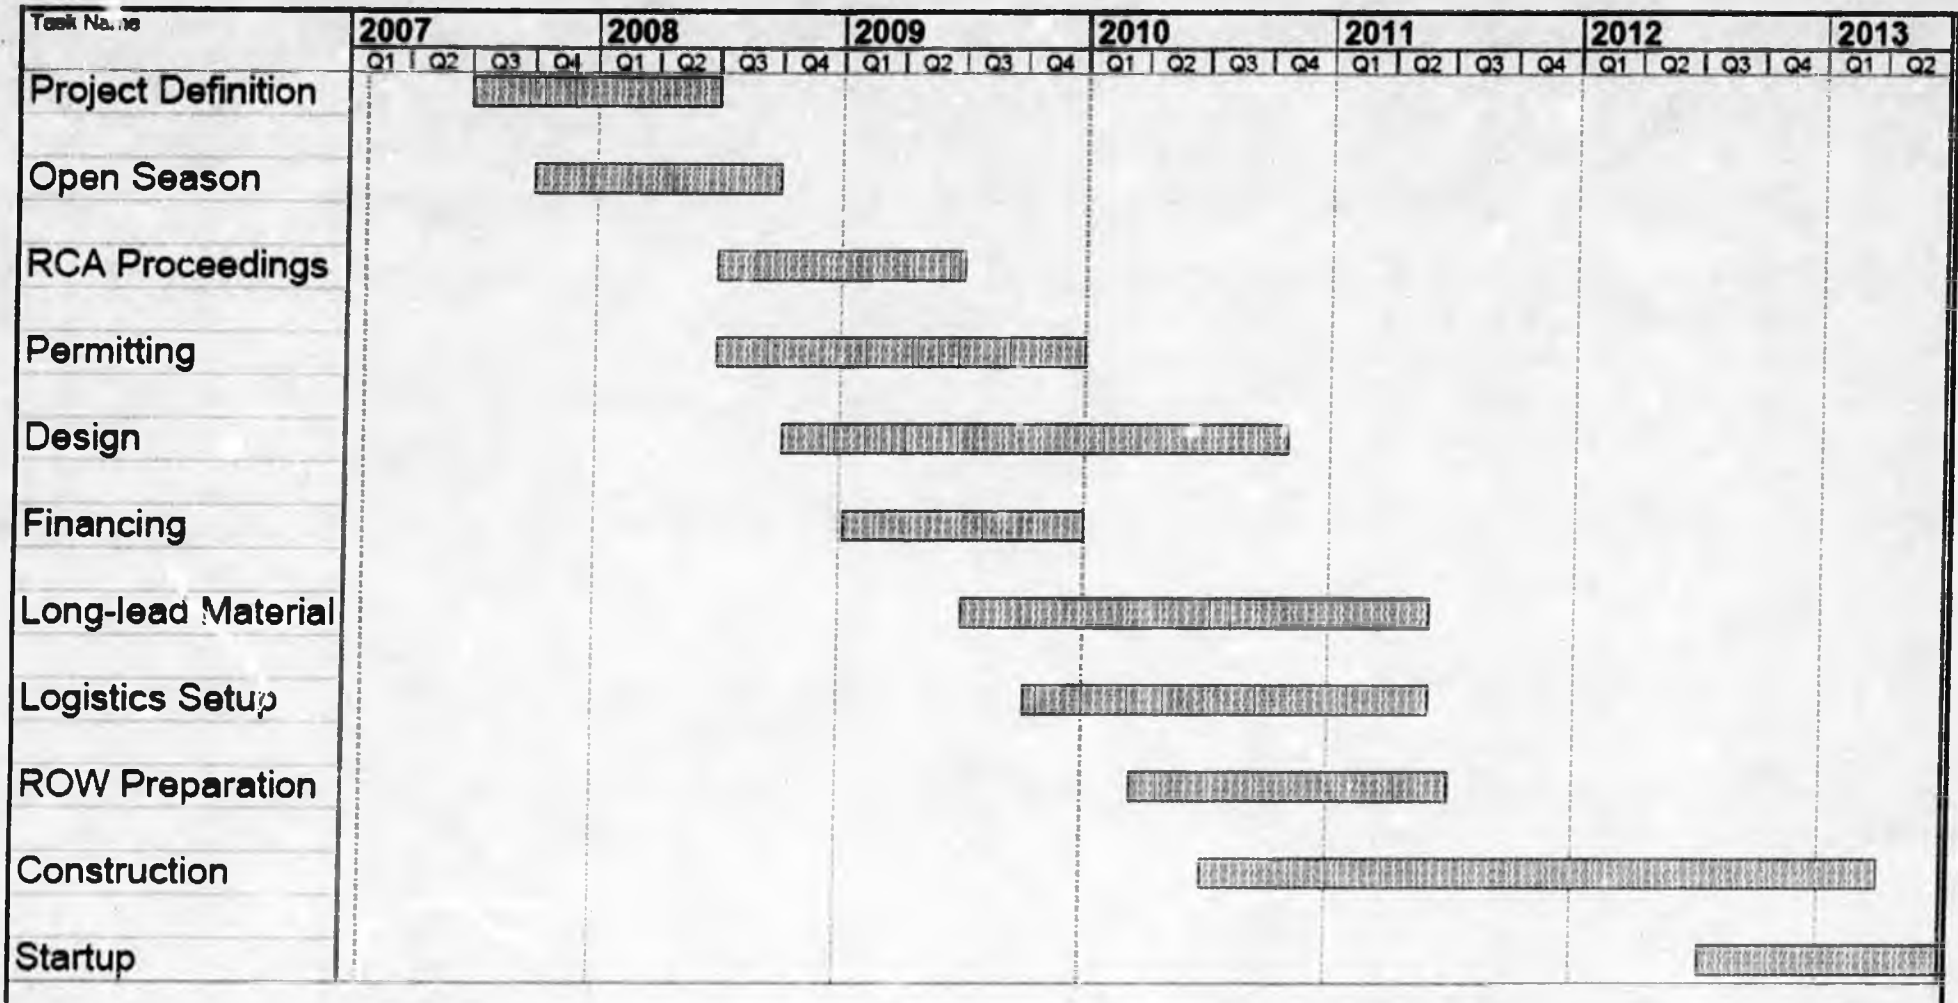 Task Name 2007 2008 2009 2010 2011 2012 2013
Q1 Q2 Q3 Q4 Q1 Q2 Q3 Q4 Q1 Q2 Q3 Q4 Q1 Q2 Q3 Q4 Q1 Q2 Q3 Q4 Q1 Q2 Q3 Q4 Q1 Q2
Project Definition
Open Season
RCA Proceedings
Permitting
Design
Financing
Long-lead Material
Logistics Setup
ROW Preparation
Construction
Startup